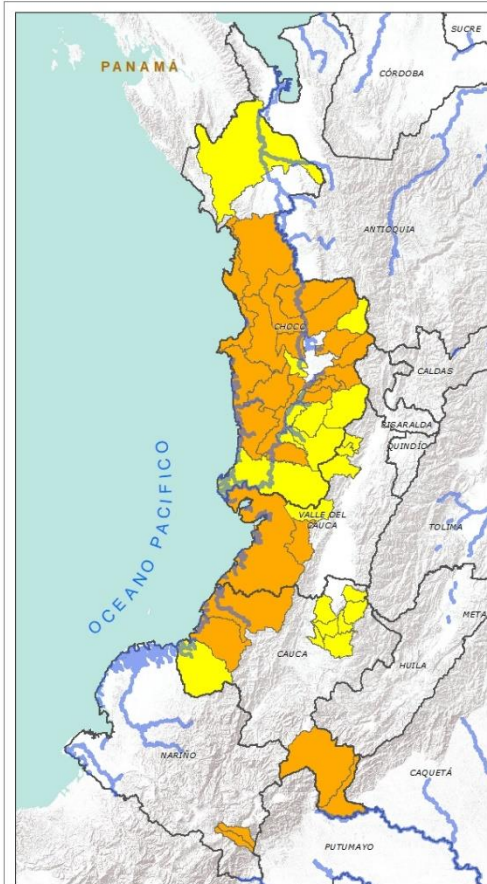 SUCRE
PANAMÁ
CÓRDOBA
ANTIOQUIA
CHOCO
CALDAS
RISARALDA
QUINDÍO
VALLE DEL
CAUCA
TOLIMA
OCEANO PACIFICO
META
CAUCA
HUILA
NARIÑO
CAQUETÁ
PUTUMAYO